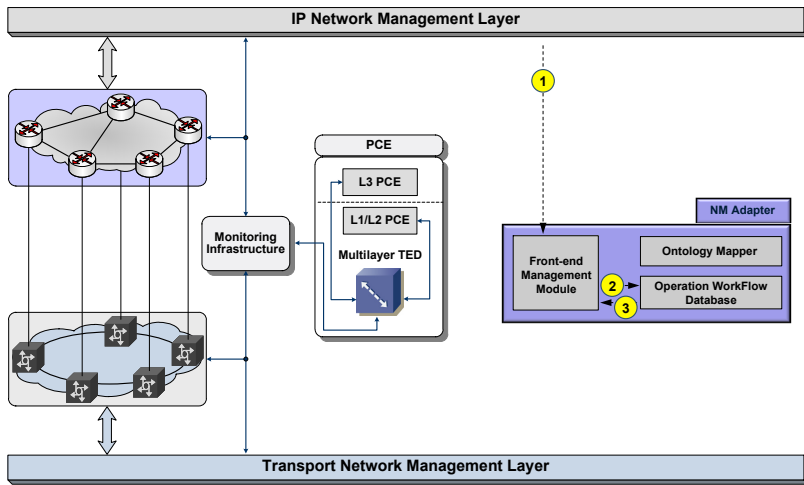 IP Network Management Layer
1
PCE
L3 PCE
L1/L2 PCE
Multilayer TED
Monitoring
Infrastructure
NM Adapter
Front-end
Management
Module
Ontology Mapper
2
3
Operation WorkFlow
Database
Transport Network Management Layer